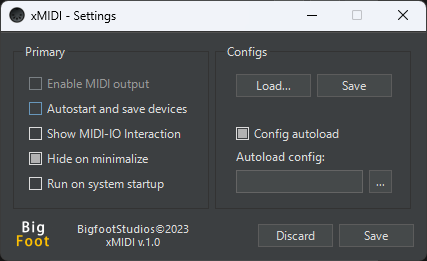 xMIDI - Settings
Primary
Enable MIDI output
Autostart and save devices
Show MIDI-IO Interaction
Hide on minimalize
Run on system startup
Configs
Load...
Save
Config autoload
Autoload config:
...
Big
Foot
BigfootStudios©2023
xMIDI v.1.0
Discard
Save